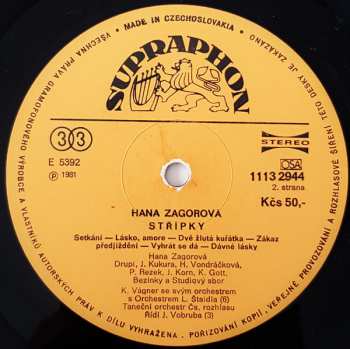 MADE IN CZECHOSLOVAKIA
VŠECHNA PRÁVA GRAMOFONOVÉHO VÝROBCE A VLASTNÍKŮ AUTORSKÝCH PRÁV K DÍLU VYHRAŽENA. POŘIZOVÁNÍ KOPIÍ, VEŘEJNÉ PROVOZOVÁNÍ A ROZHLASOVÉ ŠÍŘENÍ TÉTO DESKY JE ZAKÁZÁNO
SUPRAPHON
33
STEREO
E 5392
OSA
1113 2944
℗ 1981
2. strana
Kčs 50,-
HANA ZAGOROVÁ
STŘÍPKY
Setkání — Lásko, amore — Dvě žlutá kuřátka — Zákaz
předjíždění — Vyhrát se dá — Dávné lásky
Hana Zagorová
Drupi, J. Kukura, H. Vondráčková,
P. Rezek, J. Korn, K. Gott,
Bezinky a Studiový sbor
K. Vágner se svým orchestrem
s Orchestrem L. Štaidla (6)
Taneční orchestr Čs. rozhlasu
Řídí J. Vobruba (3)